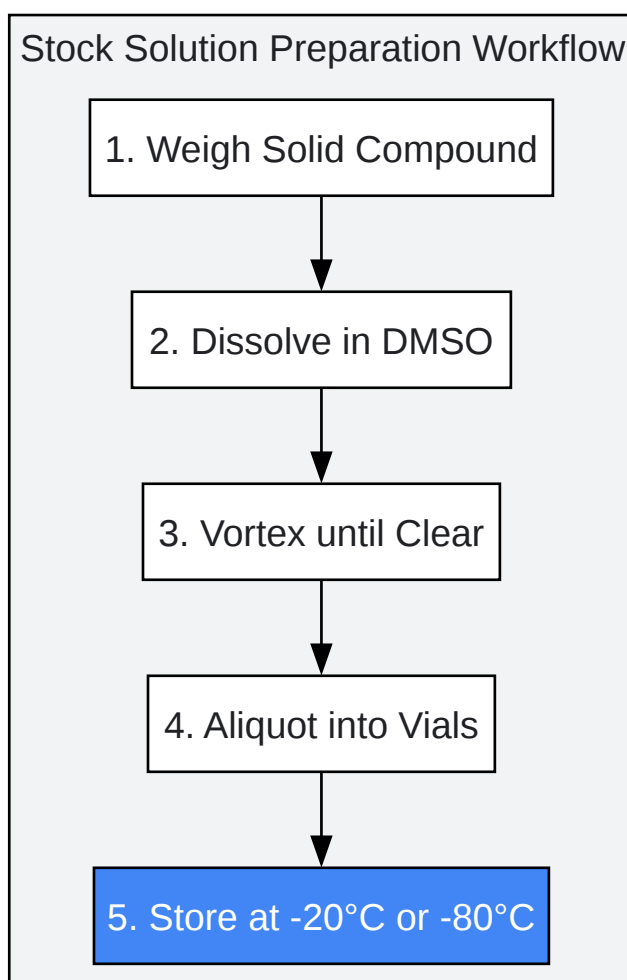 Stock Solution Preparation Workflow
1. Weigh Solid Compound
2. Dissolve in DMSO
3. Vortex until Clear
4. Aliquot into Vials
5. Store at -20°C or -80°C